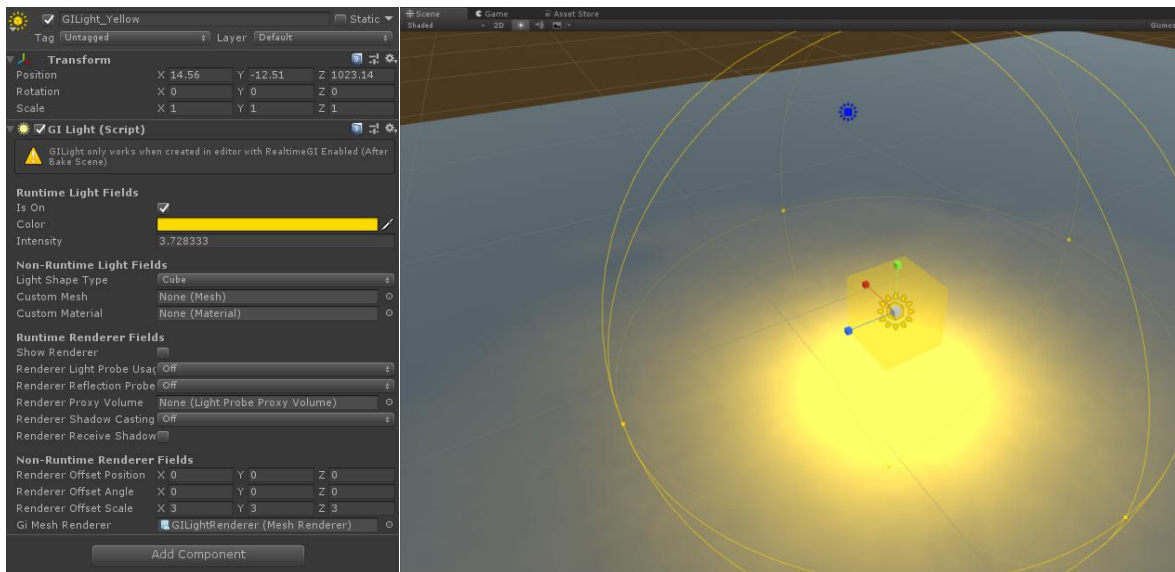 GILight_Yellow Static
Tag Untagged Layer Default
Transform
Position X 14.56 Y -12.51 Z 1023.14
Rotation X 0 Y 0 Z 0
Scale X 1 Y 1 Z 1
GI Light (Script)
GILight only works when created in editor with RealtimeGI Enabled (After
Bake Scene)
Runtime Light Fields
Is On
Color
Intensity 3.728333
Non-Runtime Light Fields
Light Shape Type Cube
Custom Mesh None (Mesh)
Custom Material None (Material)
Runtime Renderer Fields
Show Renderer
Renderer Light Probe Usag Off
Renderer Reflection Probe Off
Renderer Proxy Volume None (Light Probe Proxy Volume)
Renderer Shadow Casting Off
Renderer Receive Shadow
Non-Runtime Renderer Fields
Renderer Offset Position X 0 Y 0 Z 0
Renderer Offset Angle X 0 Y 0 Z 0
Renderer Offset Scale X 3 Y 3 Z 3
Gi Mesh Renderer GILightRenderer (Mesh Renderer)
Add Component
Scene Game Asset Store
Shaded 2D Gizmos